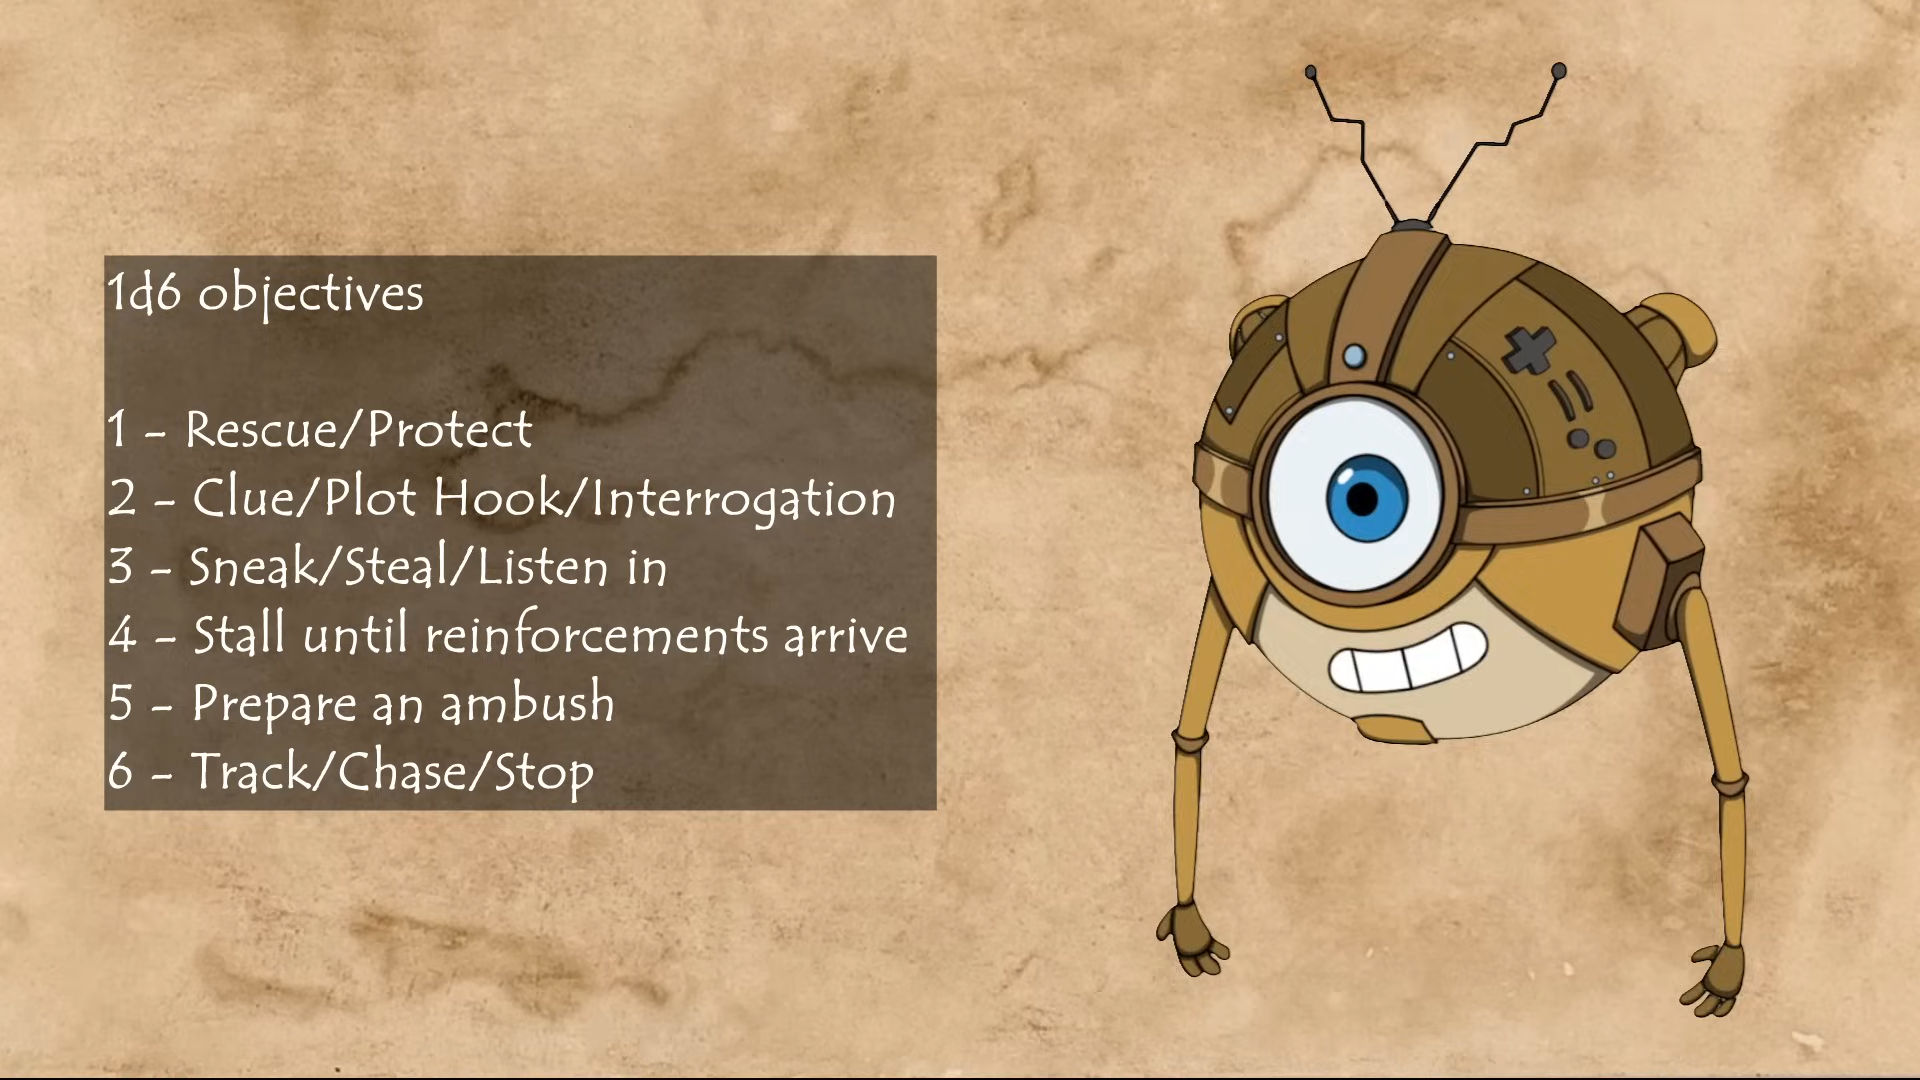 1d6 objectives
1 - Rescue/Protect
2 - Clue/Plot Hook/Interrogation
3 - Sneak/Steal/Listen in
4 - Stall until reinforcements arrive
5 - Prepare an ambush
6 - Track/Chase/Stop